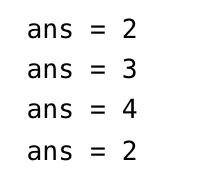 ans = 2
ans = 3
ans = 4
ans = 2